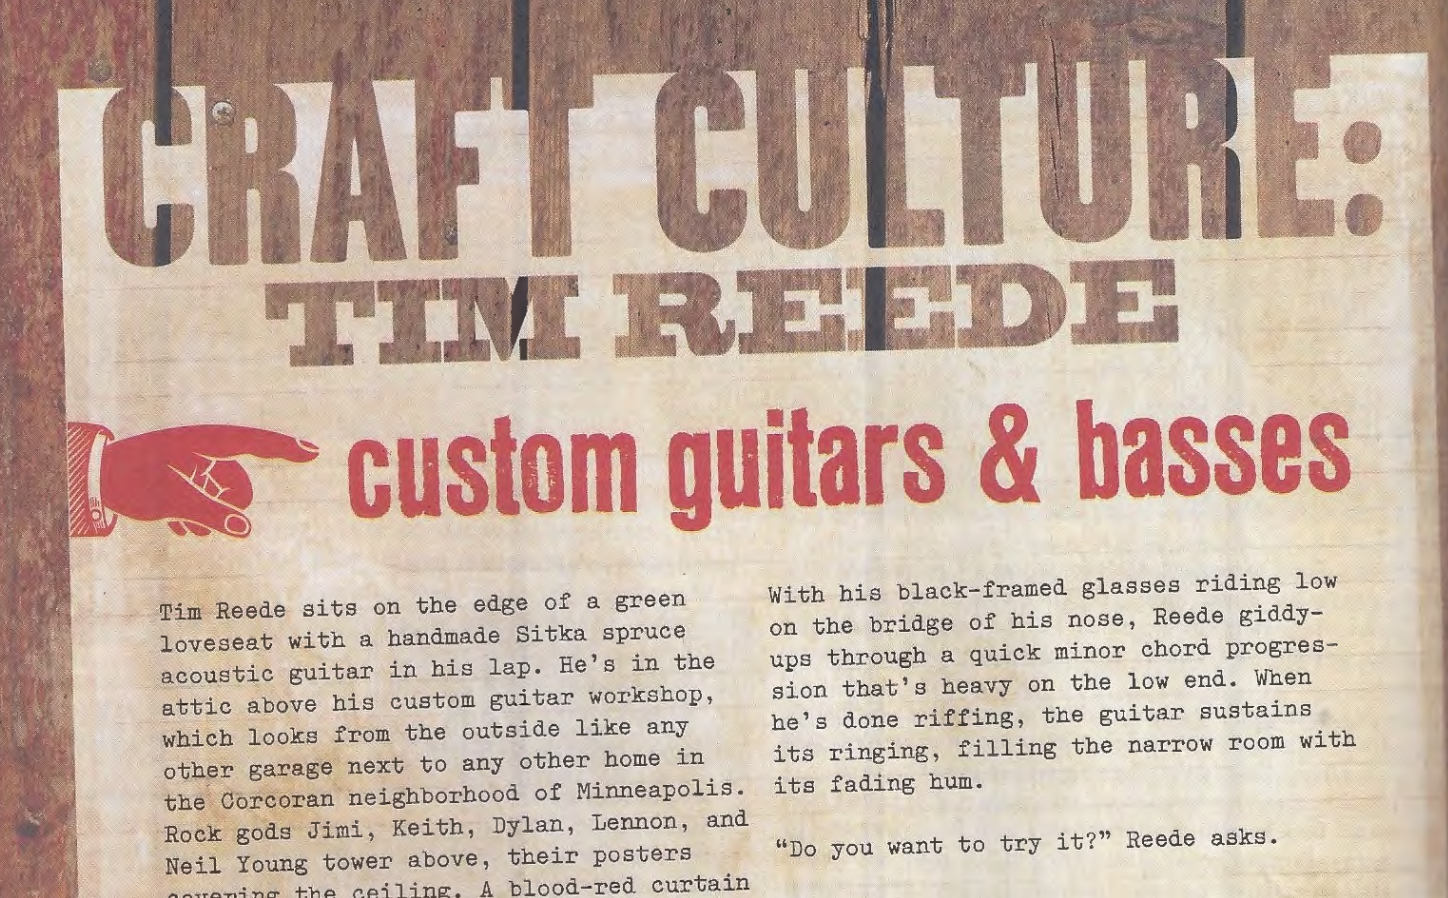 CRAFT CULTURE:
TIM REEDE
custom guitars & basses
Tim Reede sits on the edge of a green
loveseat with a handmade Sitka spruce
acoustic guitar in his lap. He's in the
attic above his custom guitar workshop,
which looks from the outside like any
other garage next to any other home in
the Corcoran neighborhood of Minneapolis.
Rock gods Jimi, Keith, Dylan, Lennon, and
Neil Young tower above, their posters
covering the ceiling. A blood-red curtain
With his black-framed glasses riding low
on the bridge of his nose, Reede giddy-
ups through a quick minor chord progres-
sion that's heavy on the low end. When
he's done riffing, the guitar sustains
its ringing, filling the narrow room with
its fading hum.
“Do you want to try it?” Reede asks.